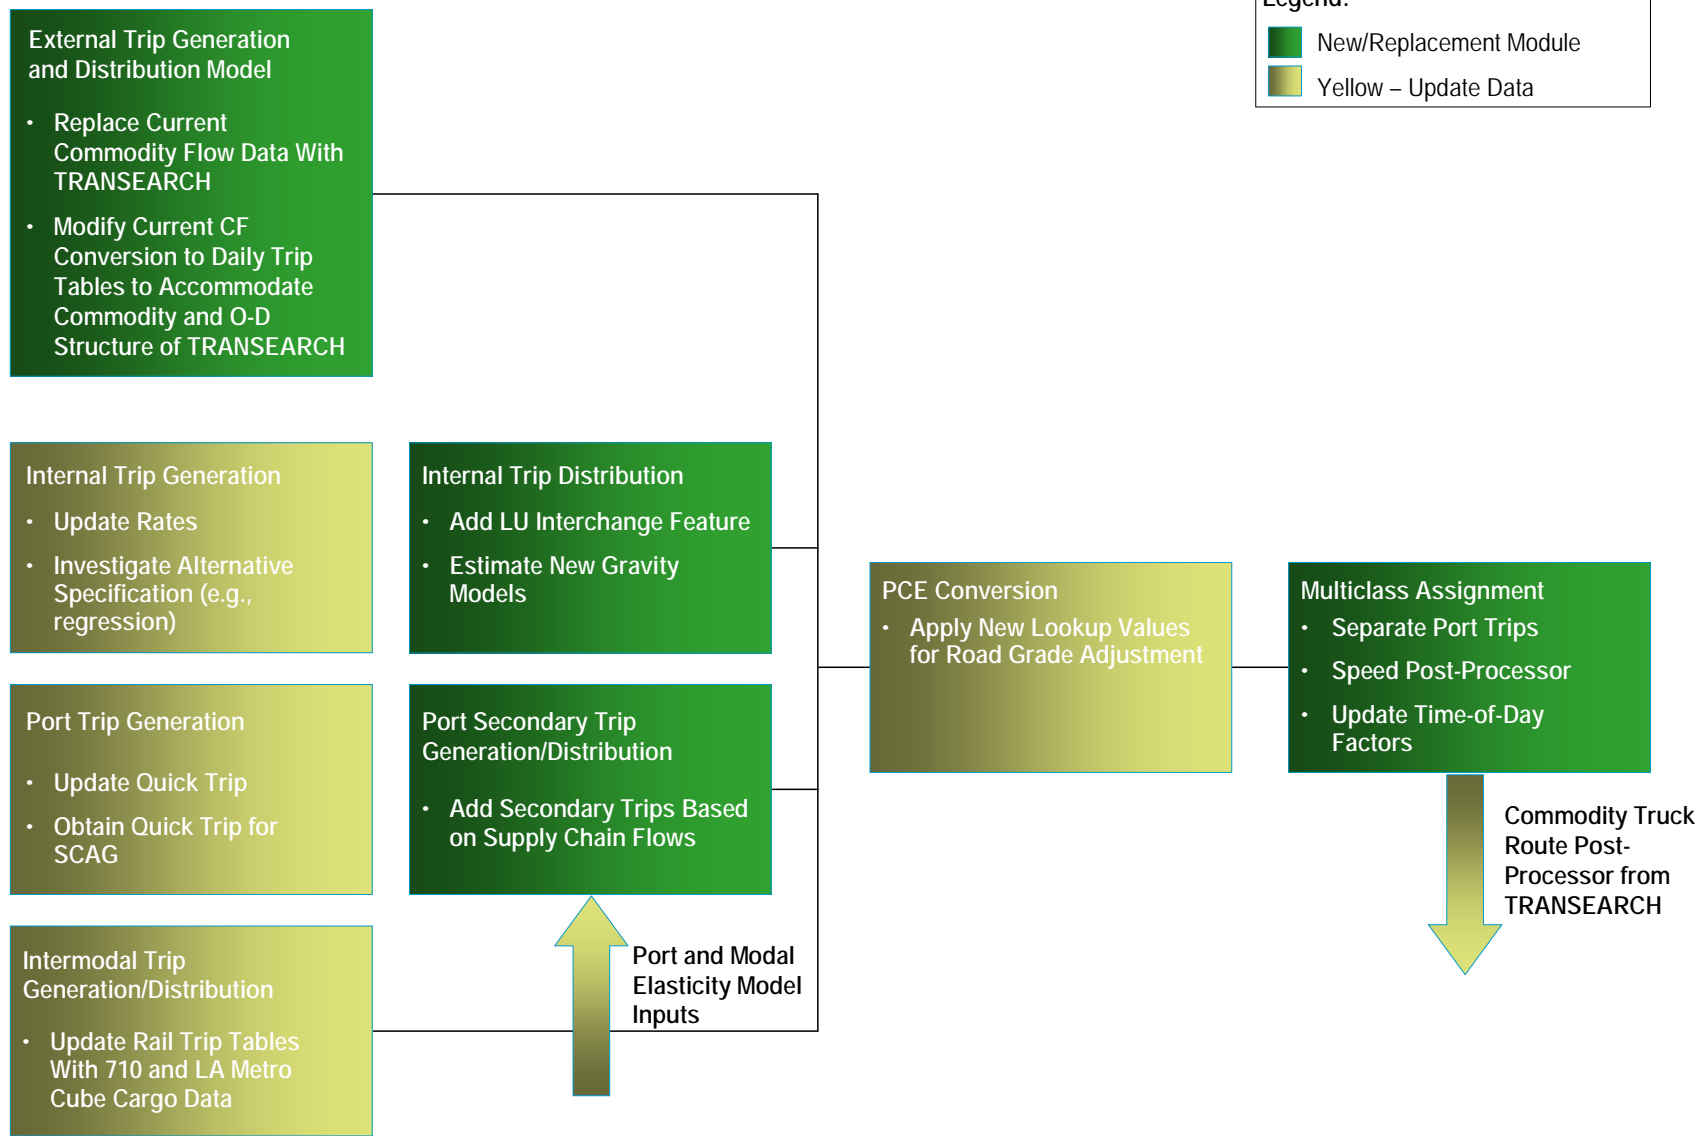 Legend:
New/Replacement Module
Yellow – Update Data
External Trip Generation
and Distribution Model
• Replace Current
Commodity Flow Data With
TRANSEARCH
• Modify Current CF
Conversion to Daily Trip
Tables to Accommodate
Commodity and O-D
Structure of TRANSEARCH
Internal Trip Generation
• Update Rates
• Investigate Alternative
Specification (e.g.,
regression)
Internal Trip Distribution
• Add LU Interchange Feature
• Estimate New Gravity
Models
Port Trip Generation
• Update Quick Trip
• Obtain Quick Trip for
SCAG
Port Secondary Trip
Generation/Distribution
• Add Secondary Trips Based
on Supply Chain Flows
Intermodal Trip
Generation/Distribution
• Update Rail Trip Tables
With 710 and LA Metro
Cube Cargo Data
Port and Modal
Elasticity Model
Inputs
PCE Conversion
• Apply New Lookup Values
for Road Grade Adjustment
Multiclass Assignment
• Separate Port Trips
• Speed Post-Processor
• Update Time-of-Day
Factors
Commodity Truck
Route Post-
Processor from
TRANSEARCH